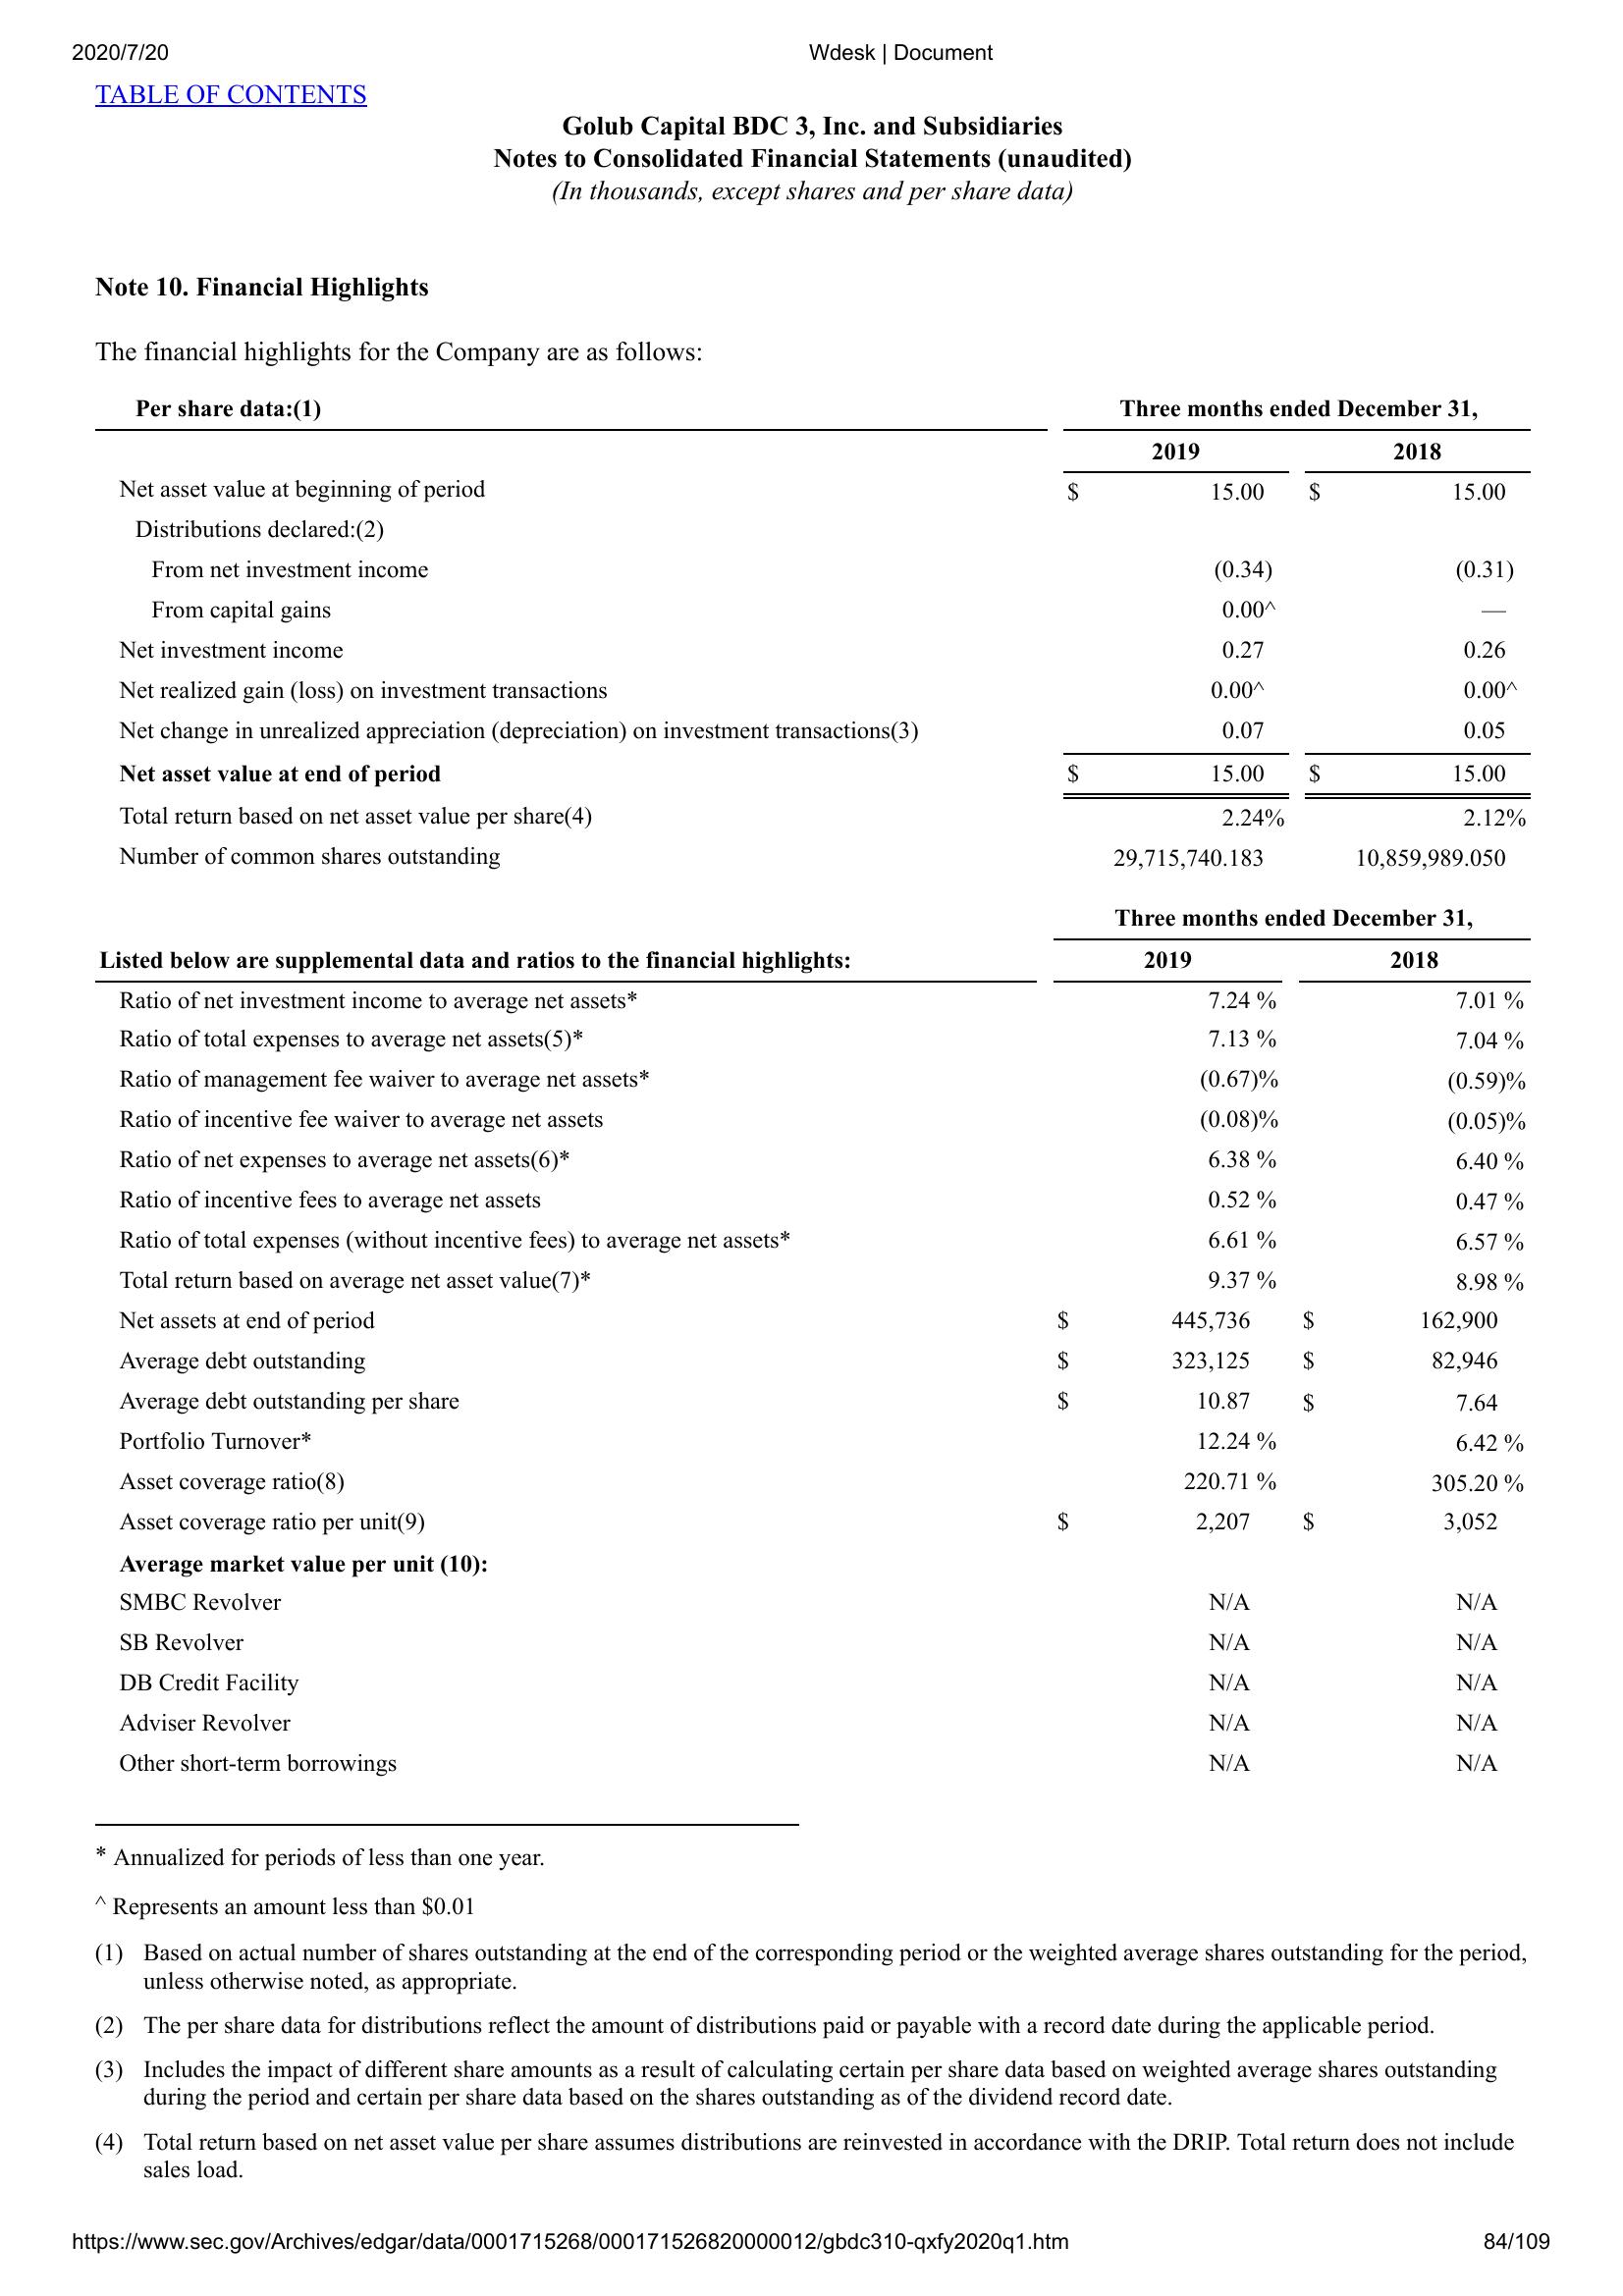 2020/7/20 Wdesk | Document
TABLE OF CONTENTS
Golub Capital BDC 3, Inc. and Subsidiaries
Notes to Consolidated Financial Statements (unaudited)
(In thousands, except shares and per share data)
Note 10. Financial Highlights
The financial highlights for the Company are as follows:
Per share data:(1) Three months ended December 31,
2019 2018
Net asset value at beginning of period $ 15.00 $ 15.00
Distributions declared:(2)
From net investment income (0.34) (0.31)
From capital gains 0.00^ —
Net investment income 0.27 0.26
Net realized gain (loss) on investment transactions 0.00^ 0.00^
Net change in unrealized appreciation (depreciation) on investment transactions(3) 0.07 0.05
Net asset value at end of period $ 15.00 $ 15.00
Total return based on net asset value per share(4) 2.24% 2.12%
Number of common shares outstanding 29,715,740.183 10,859,989.050
Three months ended December 31,
Listed below are supplemental data and ratios to the financial highlights: 2019 2018
Ratio of net investment income to average net assets* 7.24 % 7.01 %
Ratio of total expenses to average net assets(5)* 7.13 % 7.04 %
Ratio of management fee waiver to average net assets* (0.67)% (0.59)%
Ratio of incentive fee waiver to average net assets (0.08)% (0.05)%
Ratio of net expenses to average net assets(6)* 6.38 % 6.40 %
Ratio of incentive fees to average net assets 0.52 % 0.47 %
Ratio of total expenses (without incentive fees) to average net assets* 6.61 % 6.57 %
Total return based on average net asset value(7)* 9.37 % 8.98 %
Net assets at end of period $ 445,736 $ 162,900
Average debt outstanding $ 323,125 $ 82,946
Average debt outstanding per share $ 10.87 $ 7.64
Portfolio Turnover* 12.24 % 6.42 %
Asset coverage ratio(8) 220.71 % 305.20 %
Asset coverage ratio per unit(9) $ 2,207 $ 3,052
Average market value per unit (10):
SMBC Revolver N/A N/A
SB Revolver N/A N/A
DB Credit Facility N/A N/A
Adviser Revolver N/A N/A
Other short-term borrowings N/A N/A
* Annualized for periods of less than one year.
^ Represents an amount less than $0.01
(1) Based on actual number of shares outstanding at the end of the corresponding period or the weighted average shares outstanding for the period,
unless otherwise noted, as appropriate.
(2) The per share data for distributions reflect the amount of distributions paid or payable with a record date during the applicable period.
(3) Includes the impact of different share amounts as a result of calculating certain per share data based on weighted average shares outstanding
during the period and certain per share data based on the shares outstanding as of the dividend record date.
(4) Total return based on net asset value per share assumes distributions are reinvested in accordance with the DRIP. Total return does not include
sales load.
https://www.sec.gov/Archives/edgar/data/0001715268/000171526820000012/gbdc310-qxfy2020q1.htm 84/109